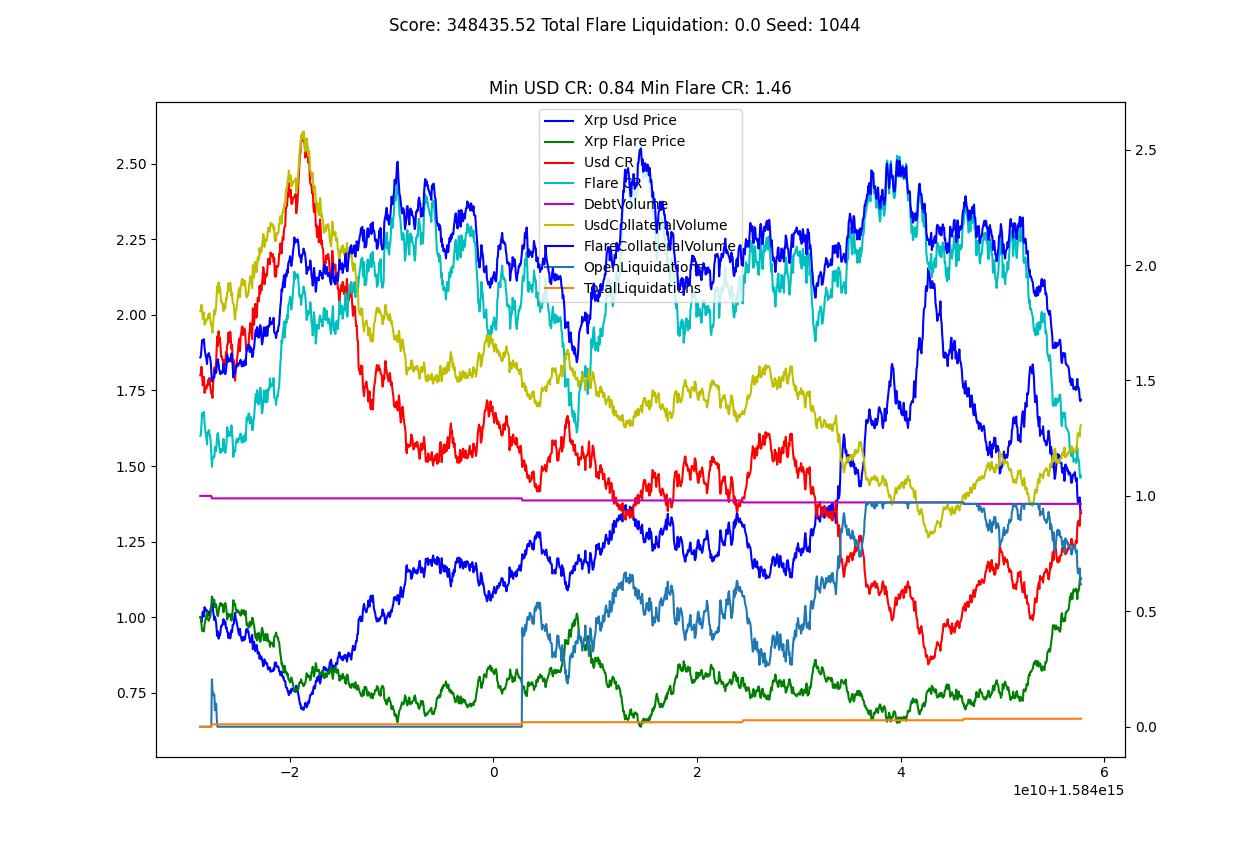 Score: 348435.52 Total Flare Liquidation: 0.0 Seed: 1044
Min USD CR: 0.84 Min Flare CR: 1.46
Xrp Usd Price
Xrp Flare Price
Usd CR
Flare CR
DebtVolume
UsdCollateralVolume
FlareCollateralVolume
OpenLiquidations
TotalLiquidations
2.50
2.25
2.00
1.75
1.50
1.25
1.00
0.75
2.5
2.0
1.5
1.0
0.5
0.0
−2
0
2
4
6
1e10+1.584e15